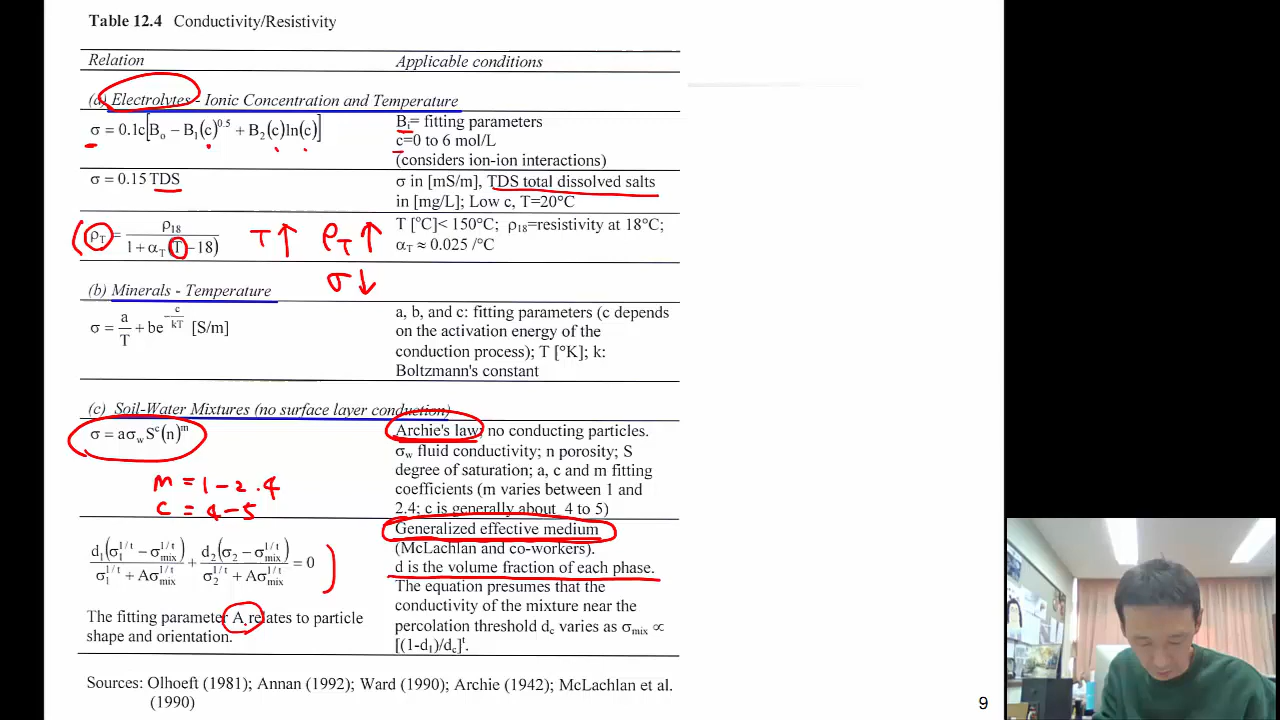 Table 12.4 Conductivity/Resistivity
Relation Applicable conditions
(a) Electrolytes - Ionic Concentration and Temperature
σ = 0.1c[B₀ − B₁(c)^0.5 + B₂(c)ln(c)]
Bᵢ= fitting parameters
c=0 to 6 mol/L
(considers ion-ion interactions)
σ = 0.15 TDS
σ in [mS/m], TDS total dissolved salts
in [mg/L]; Low c, T=20°C
ρ_T = ρ₁₈ / (1 + α_T (T − 18))
T ↑ ρ_T ↑
σ ↓
T [°C]< 150°C; ρ₁₈=resistivity at 18°C;
α_T ≈ 0.025 /°C
(b) Minerals - Temperature
σ = a/T + be^(−c/kT) [S/m]
a, b, and c: fitting parameters (c depends
on the activation energy of the
conduction process); T [°K]; k:
Boltzmann's constant
(c) Soil-Water Mixtures (no surface layer conduction)
σ = aσ_w S^c (n)^m
m = 1 - 2.4
c = 4 - 5
Archie's law; no conducting particles.
σ_w fluid conductivity; n porosity; S
degree of saturation; a, c and m fitting
coefficients (m varies between 1 and
2.4; c is generally about 4 to 5)
d₁(σ₁^1/t − σ_mix^1/t) / (σ₁^1/t + Aσ_mix^1/t) + d₂(σ₂ − σ_mix^1/t) / (σ₂^1/t + Aσ_mix^1/t) = 0
The fitting parameter A relates to particle
shape and orientation.
Generalized effective medium
(McLachlan and co-workers).
d is the volume fraction of each phase.
The equation presumes that the
conductivity of the mixture near the
percolation threshold d_c varies as σ_mix ∝
[(1-d₁)/d_c]^t.
Sources: Olhoeft (1981); Annan (1992); Ward (1990); Archie (1942); McLachlan et al.
(1990)
9